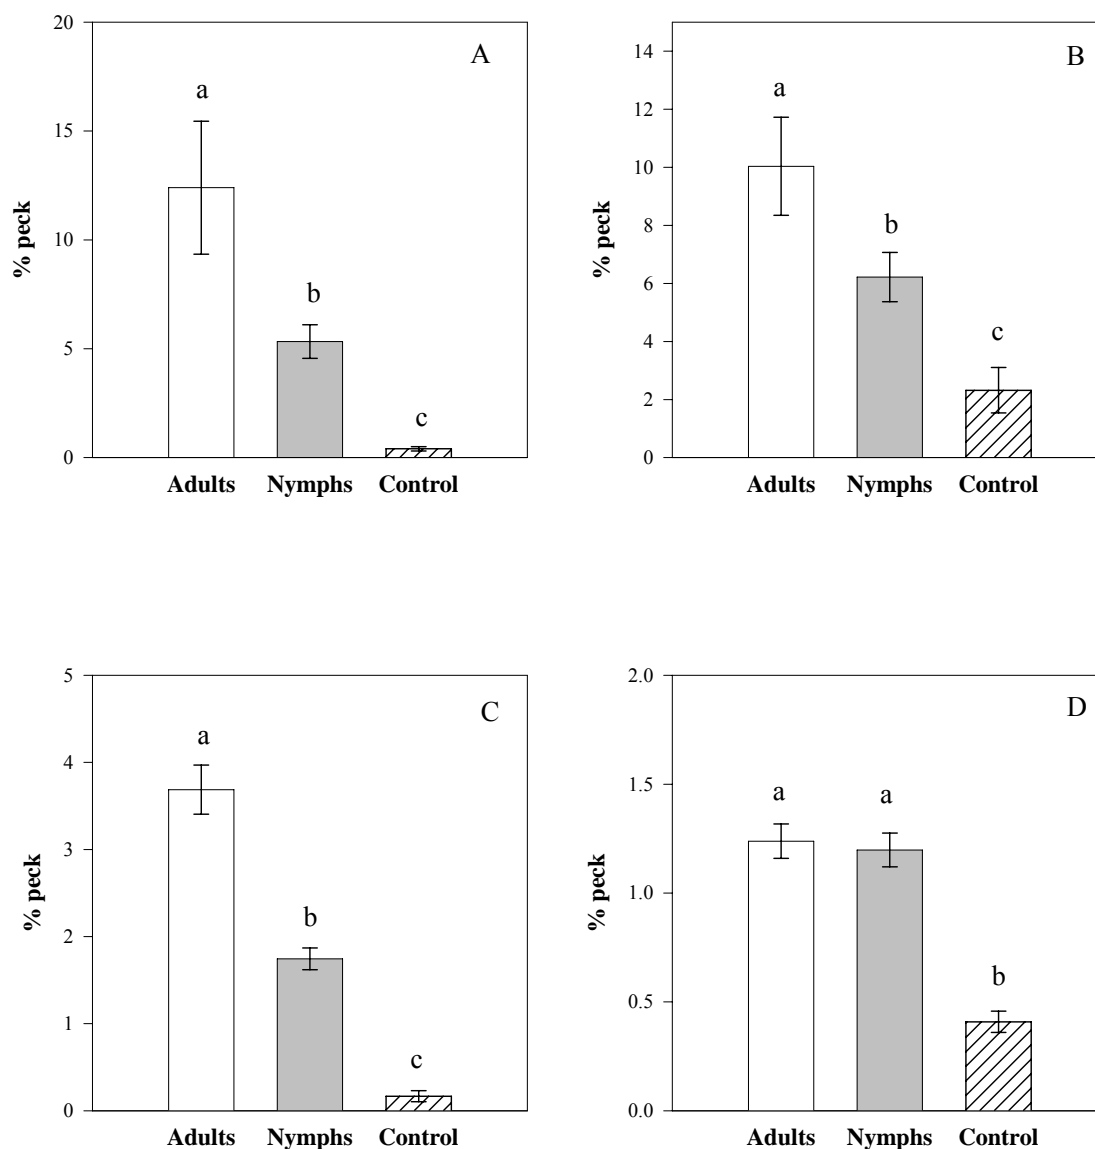 A
% peck
20
15
10
5
0
a
b
c
Adults Nymphs Control
B
% peck
14
12
10
8
6
4
2
0
a
b
c
Adults Nymphs Control
C
% peck
5
4
3
2
1
0
a
b
c
Adults Nymphs Control
D
% peck
2.0
1.5
1.0
0.5
0.0
a a
b
Adults Nymphs Control